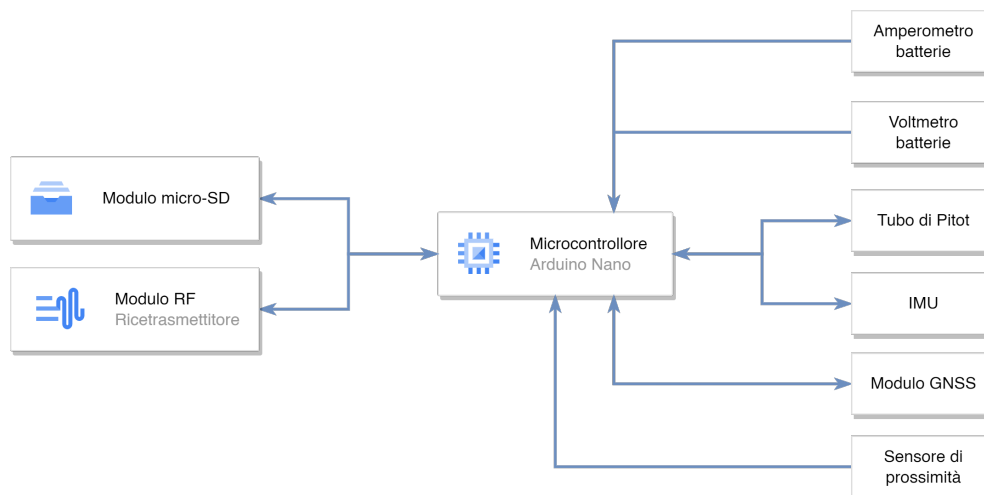 Amperometro
batterie
Voltmetro
batterie
Modulo micro-SD
Tubo di Pitot
Microcontrollore
Arduino Nano
Modulo RF
Ricetrasmettitore
IMU
Modulo GNSS
Sensore di
prossimità